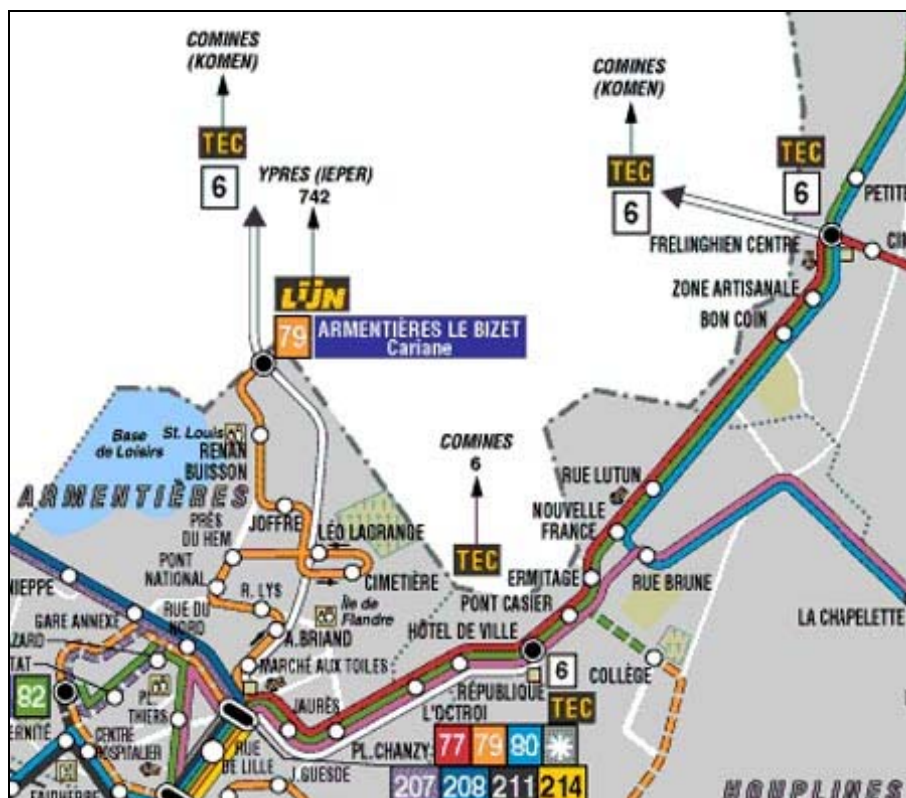 COMINES
(KOMEN)
TEC
6
YPRES (IEPER)
742
LIJN
79
ARMENTIÈRES LE BIZET
Cariane
COMINES
(KOMEN)
TEC
6
TEC
6
PETITE
FRELINGHIEN CENTRE
ZONE ARTISANALE
BON COIN
Base
de Loisirs
St. Louis
RENAN
BUISSON
ARMENTIÈRES
COMINES
6
TEC
RUE LUTUN
NOUVELLE
FRANCE
JOFFRE
LÉO LAGRANGE
PRÈS
DU HEM
PONT
NATIONAL
CIMETIÈRE
ERMITAGE
RUE BRUNE
NIEPPE
R. LYS
Île de
Flandre
PONT CASIER
LA CHAPELETTE
GARE ANNEXE
RUE DU
NORD
A. BRIAND
HÔTEL DE VILLE
AZARD
TAT
MARCHÉ AUX TOILES
6
COLLÈGE
82
PL.
THIERS
JAURÈS
RÉPUBLIQUE
L'OCTROI
TEC
ERNITÉ
CENTRE
HOSPITALIER
RUE
DE LILLE
PL. CHANZY:
77
79
80
J. GUESDE
207
208
211
214
FAIDHERBE
HOUPLINES